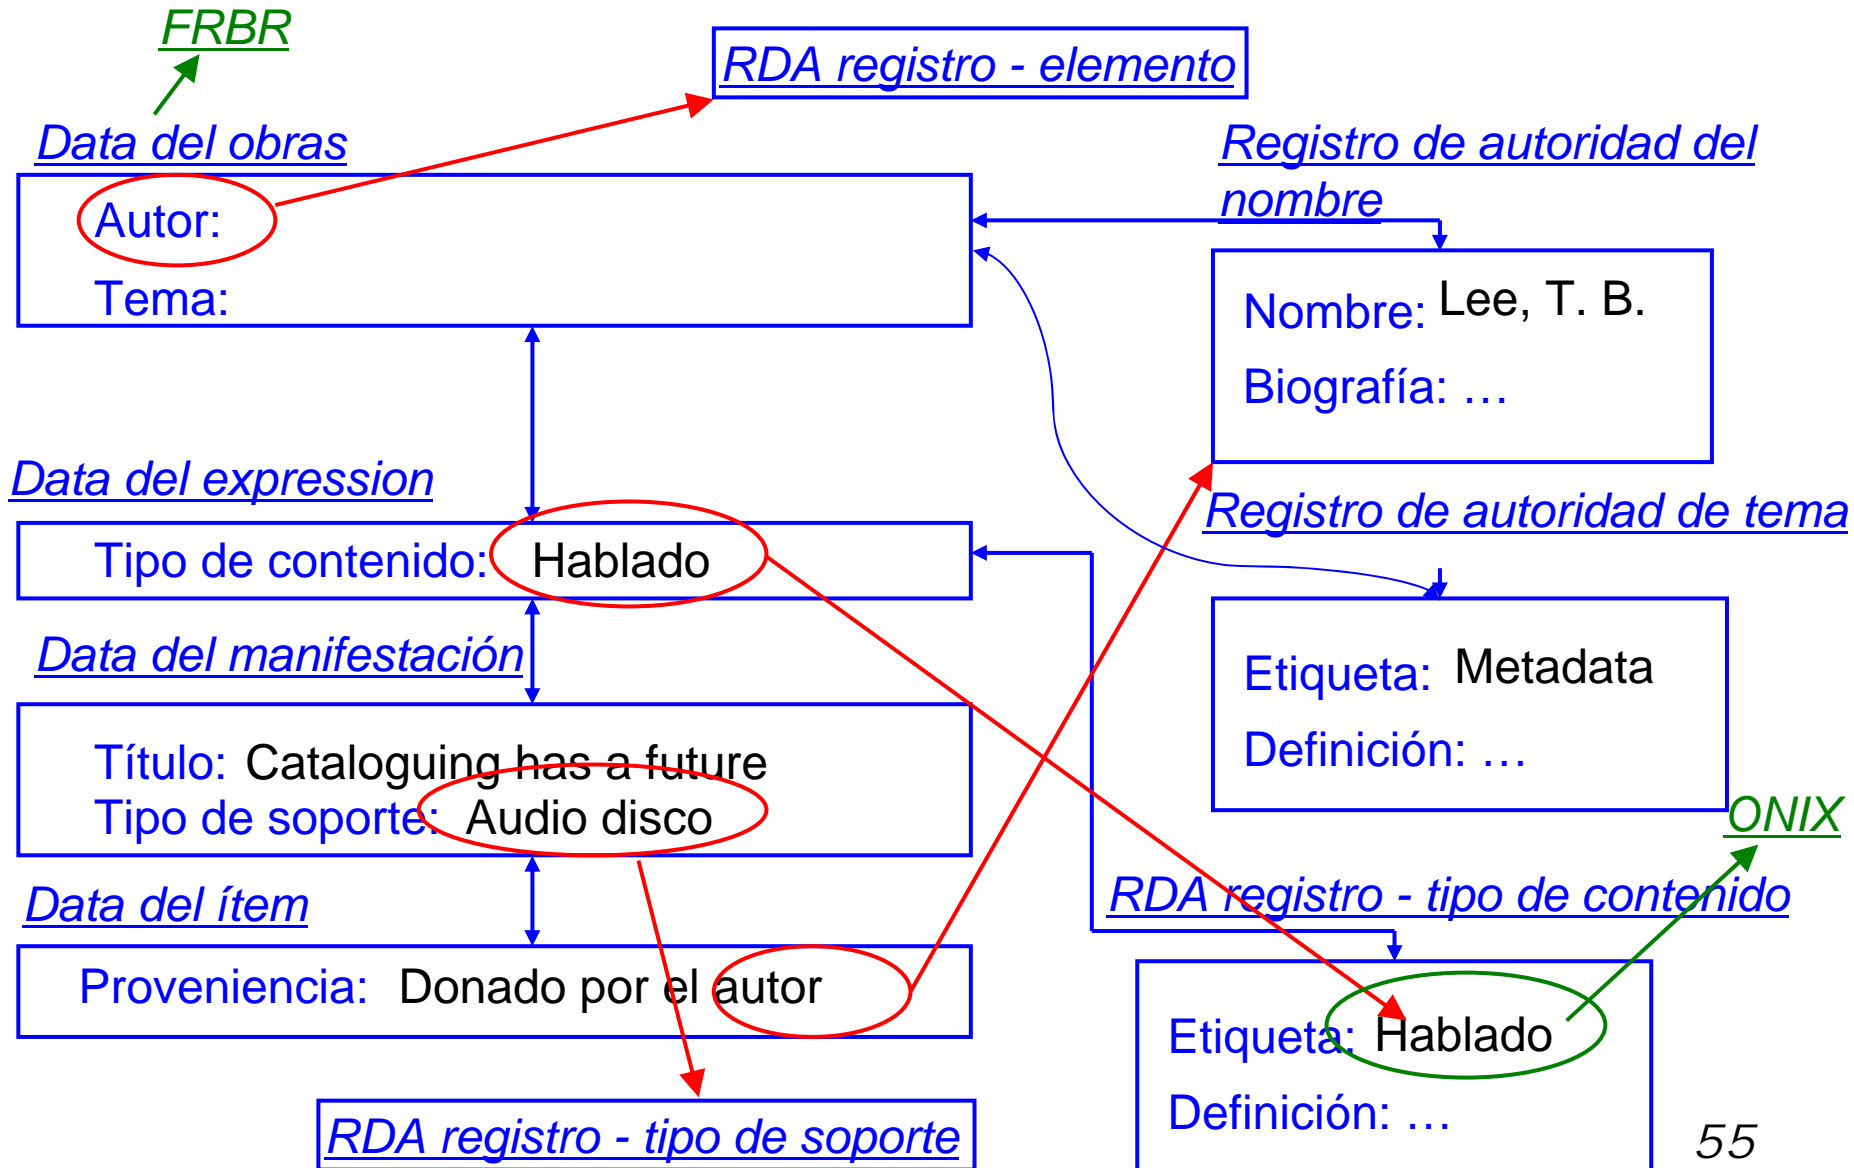 FRBR
RDA registro - elemento
Data del obras
Autor:
Tema:
Registro de autoridad del
nombre
Nombre: Lee, T. B.
Biografía: …
Data del expression
Tipo de contenido: Hablado
Registro de autoridad de tema
Etiqueta: Metadata
Definición: …
Data del manifestación
Título: Cataloguing has a future
Tipo de soporte: Audio disco
ONIX
Data del ítem
Proveniencia: Donado por el autor
RDA registro - tipo de contenido
Etiqueta: Hablado
Definición: …
RDA registro - tipo de soporte
55